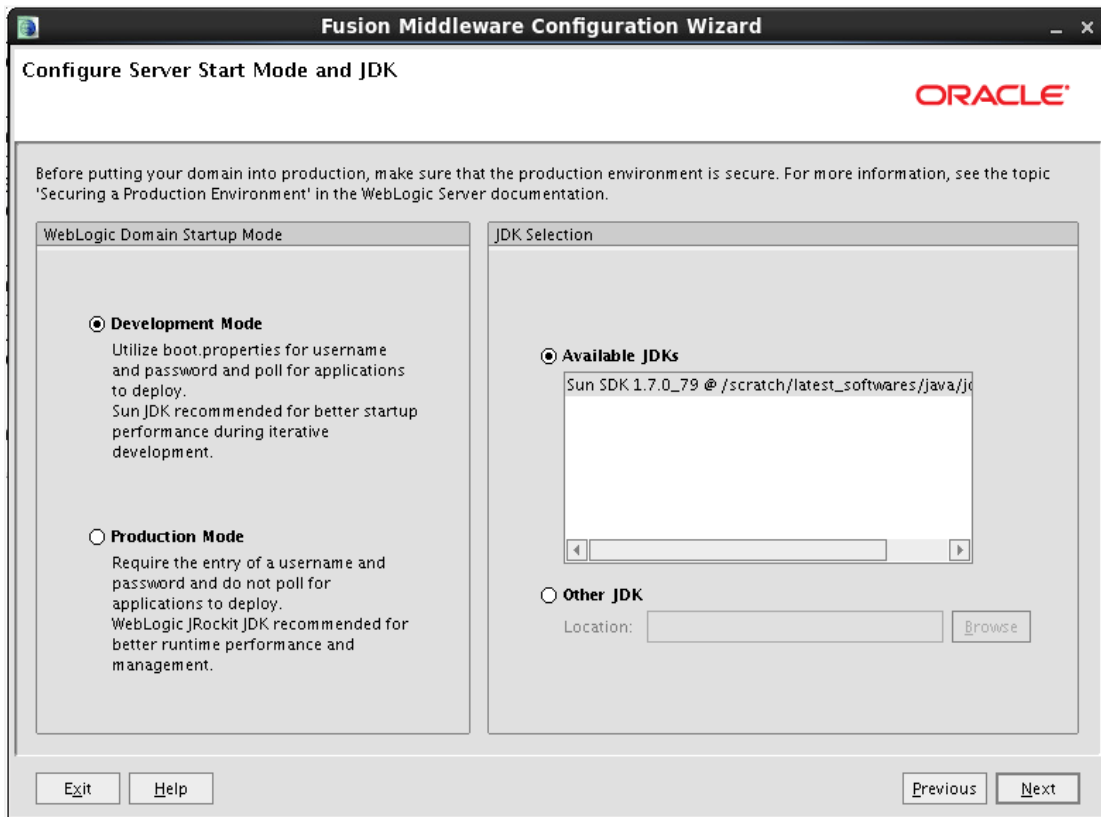 Fusion Middleware Configuration Wizard
Configure Server Start Mode and JDK
ORACLE
Before putting your domain into production, make sure that the production environment is secure. For more information, see the topic
'Securing a Production Environment' in the WebLogic Server documentation.
WebLogic Domain Startup Mode
Development Mode
Utilize boot.properties for username
and password and poll for applications
to deploy.
Sun JDK recommended for better startup
performance during iterative
development.
Production Mode
Require the entry of a username and
password and do not poll for
applications to deploy.
WebLogic JRockit JDK recommended for
better runtime performance and
management.
JDK Selection
Available JDKs
Sun SDK 1.7.0_79 @ /scratch/latest_softwares/java/
Other JDK
Location:
Browse
Exit
Help
Previous
Next